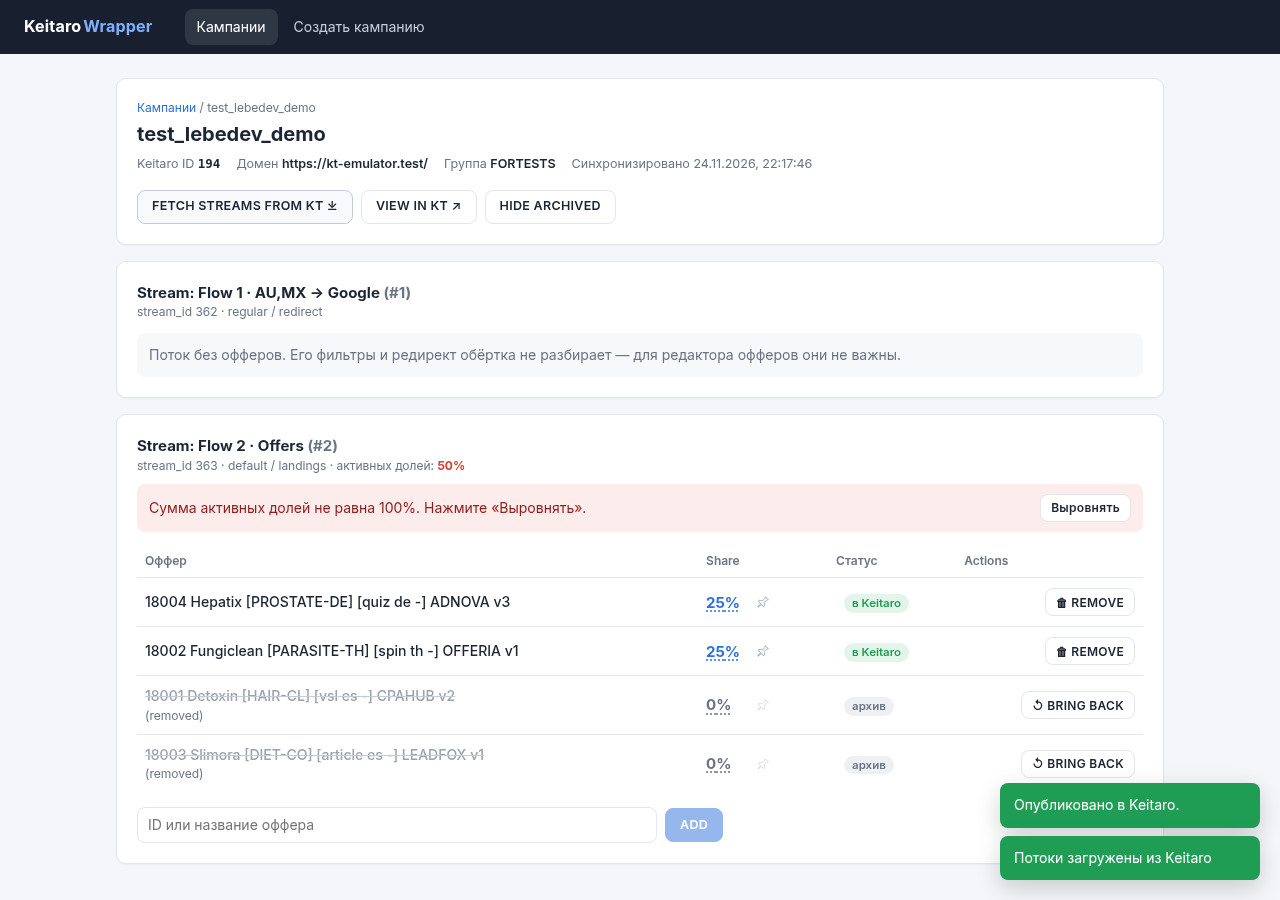 KeitaroWrapper Кампании Создать кампанию
Кампании / test_lebedev_demo
test_lebedev_demo
Keitaro ID 194 Домен https://kt-emulator.test/ Группа FORTESTS Синхронизировано 24.11.2026, 22:17:46
FETCH STREAMS FROM KT ↓ VIEW IN KT ↗ HIDE ARCHIVED
Stream: Flow 1 · AU,MX → Google (#1)
stream_id 362 · regular / redirect
Поток без офферов. Его фильтры и редирект обёртка не разбирает — для редактора офферов они не важны.
Stream: Flow 2 · Offers (#2)
stream_id 363 · default / landings · активных долей: 50%
Сумма активных долей не равна 100%. Нажмите «Выровнять». Выровнять
Оффер Share Статус Actions
18004 Hepatix [PROSTATE-DE] [quiz de -] ADNOVA v3 25% в Keitaro REMOVE
18002 Fungiclean [PARASITE-TH] [spin th -] OFFERIA v1 25% в Keitaro REMOVE
18001 Detoxin [HAIR-CL] [vsl es -] CPAHUB v2 0% архив BRING BACK
(removed)
18003 Slimora [DIET-CO] [article es -] LEADFOX v1 0% архив BRING BACK
(removed)
ID или название оффера ADD
Опубликовано в Keitaro.
Потоки загружены из Keitaro